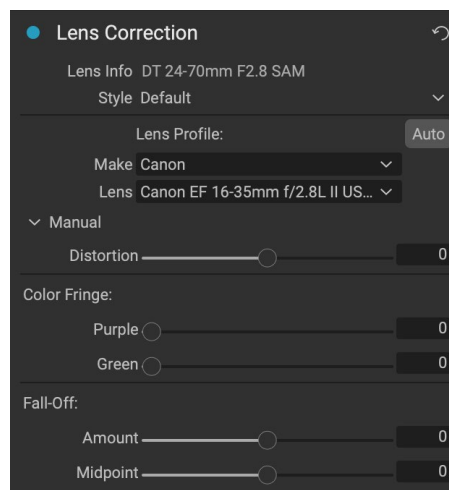 Lens Correction
Lens Info DT 24-70mm F2.8 SAM
Style Default
Lens Profile: Auto
Make Canon
Lens Canon EF 16-35mm f/2.8L II US...
Manual
Distortion 0
Color Fringe:
Purple 0
Green 0
Fall-Off:
Amount 0
Midpoint 0